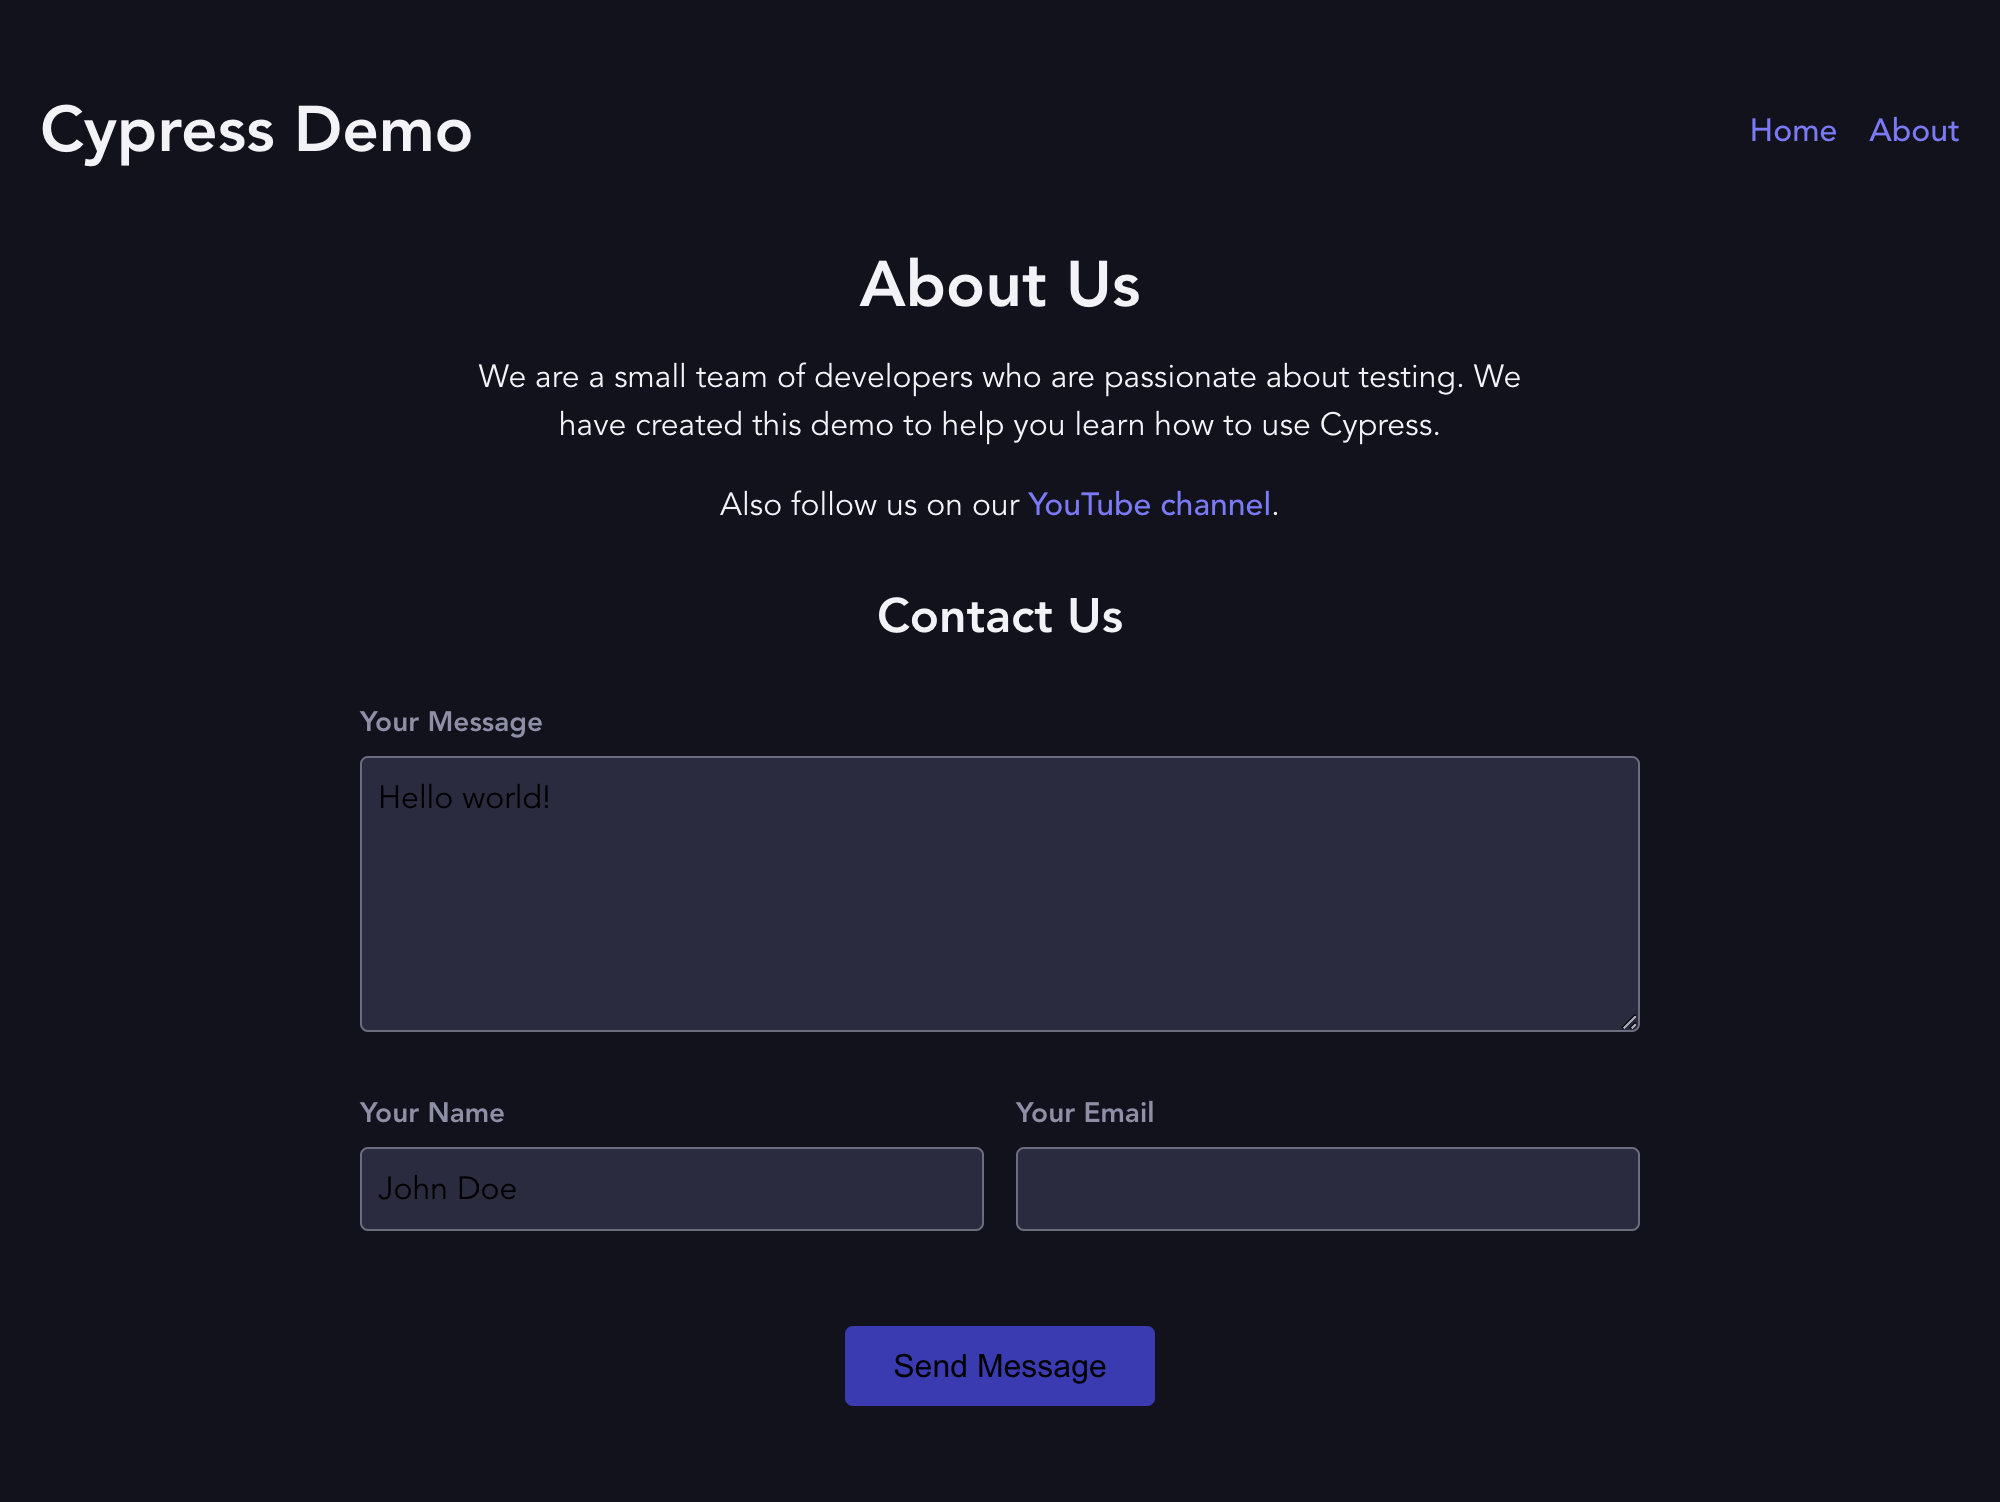 Cypress Demo
Home About
About Us
We are a small team of developers who are passionate about testing. We
have created this demo to help you learn how to use Cypress.
Also follow us on our YouTube channel.
Contact Us
Your Message
Hello world!
Your Name
Your Email
John Doe
Send Message